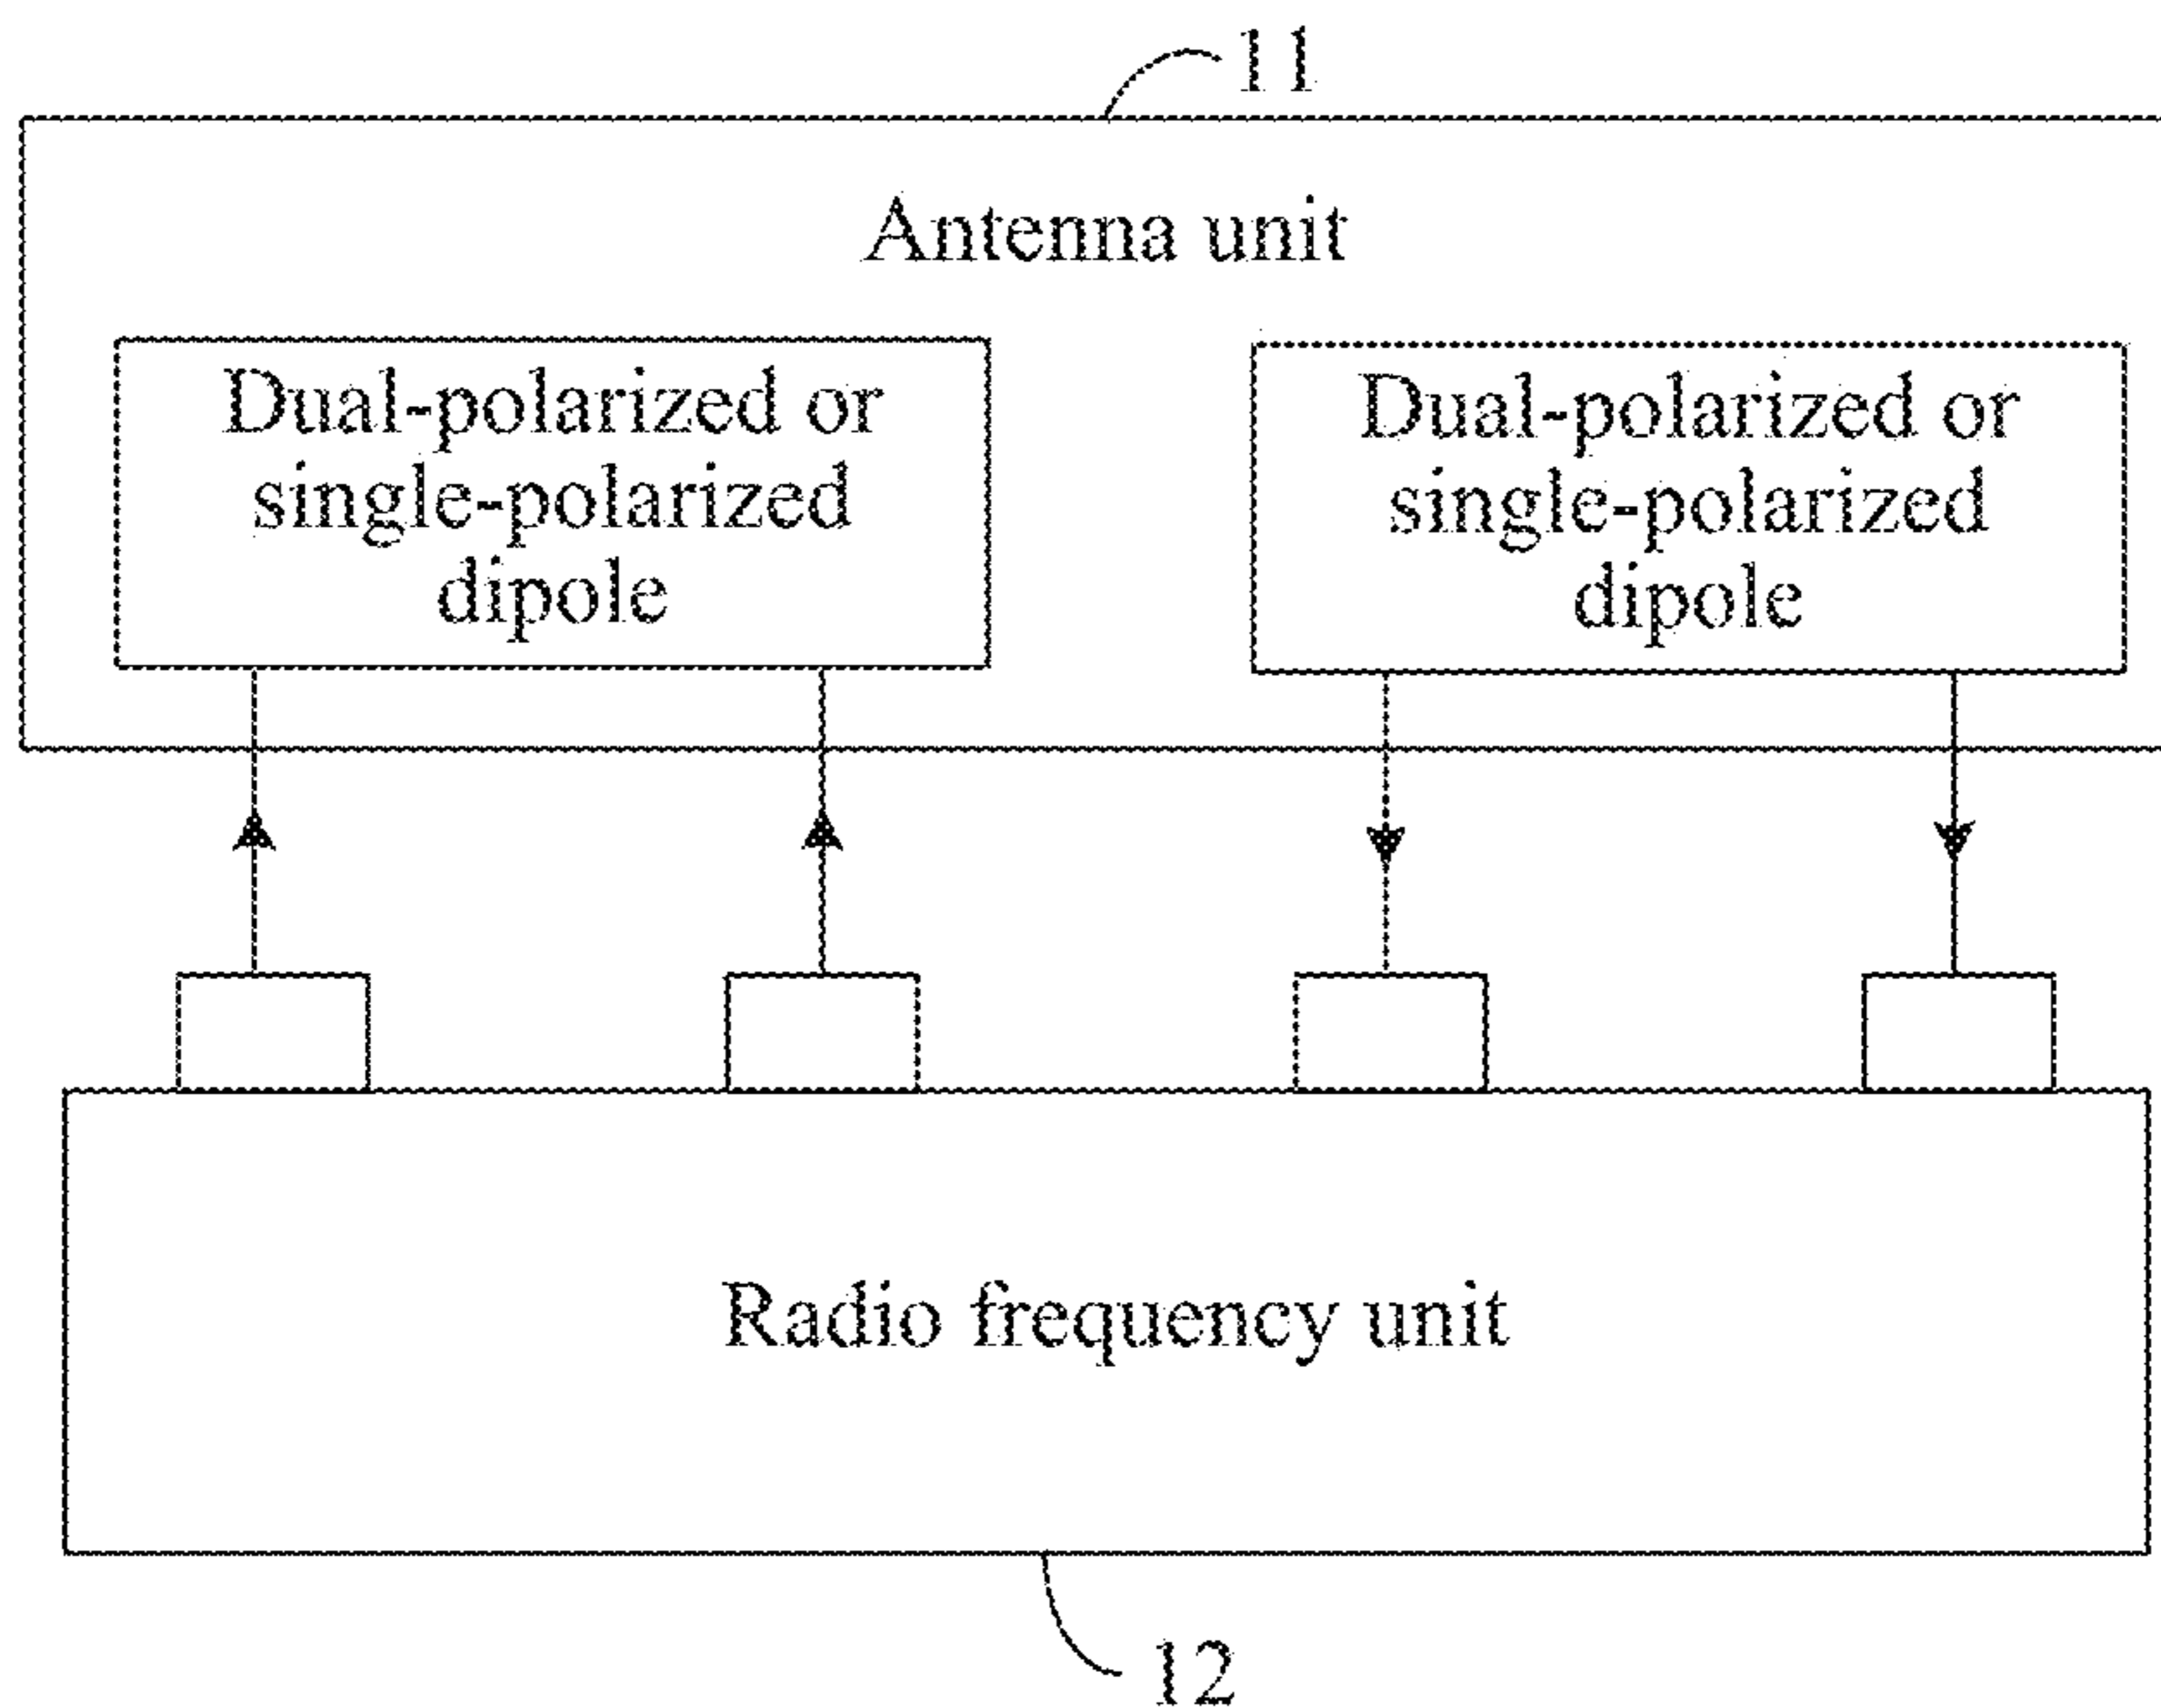 11
Antenna unit
Dual-polarized or
single-polarized
dipole
Dual-polarized or
single-polarized
dipole
Radio frequency unit
12